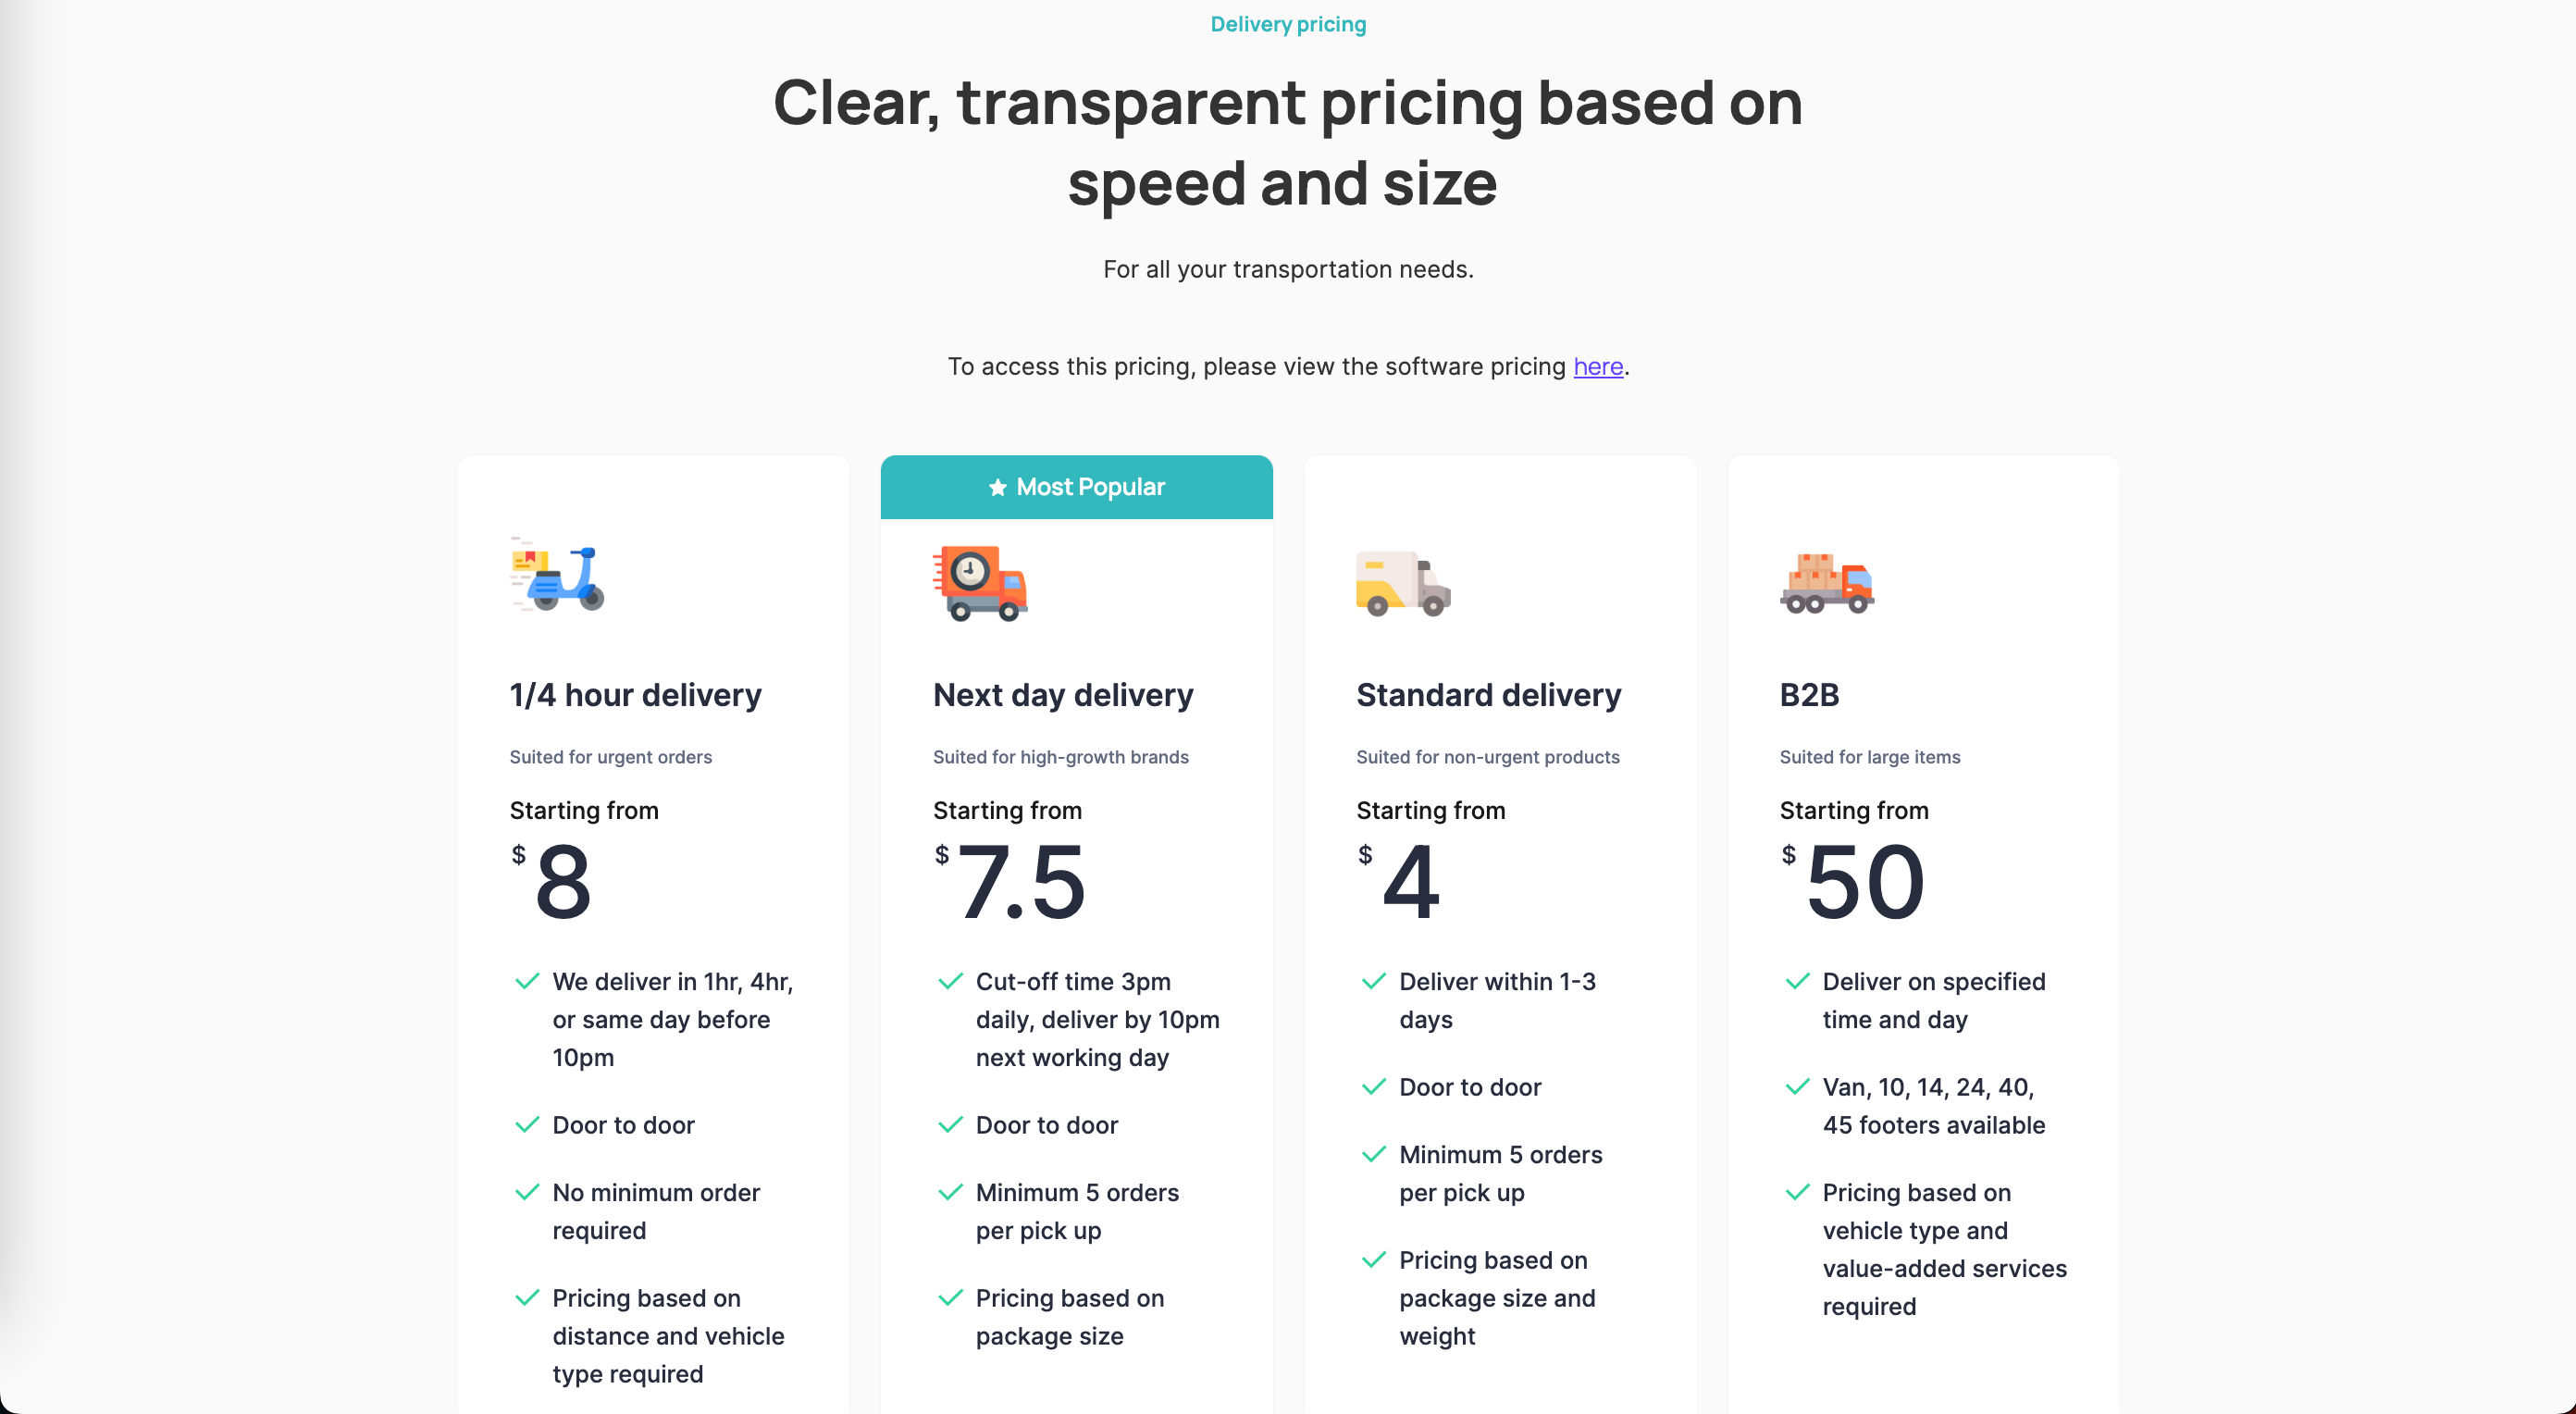 Delivery pricing
Clear, transparent pricing based on
speed and size
For all your transportation needs.
To access this pricing, please view the software pricing here.
1/4 hour delivery
Suited for urgent orders
Starting from
$8
We deliver in 1hr, 4hr,
or same day before
10pm
Door to door
No minimum order
required
Pricing based on
distance and vehicle
type required
Most Popular
Next day delivery
Suited for high-growth brands
Starting from
$7.5
Cut-off time 3pm
daily, deliver by 10pm
next working day
Door to door
Minimum 5 orders
per pick up
Pricing based on
package size
Standard delivery
Suited for non-urgent products
Starting from
$4
Deliver within 1-3
days
Door to door
Minimum 5 orders
per pick up
Pricing based on
package size and
weight
B2B
Suited for large items
Starting from
$50
Deliver on specified
time and day
Van, 10, 14, 24, 40,
45 footers available
Pricing based on
vehicle type and
value-added services
required